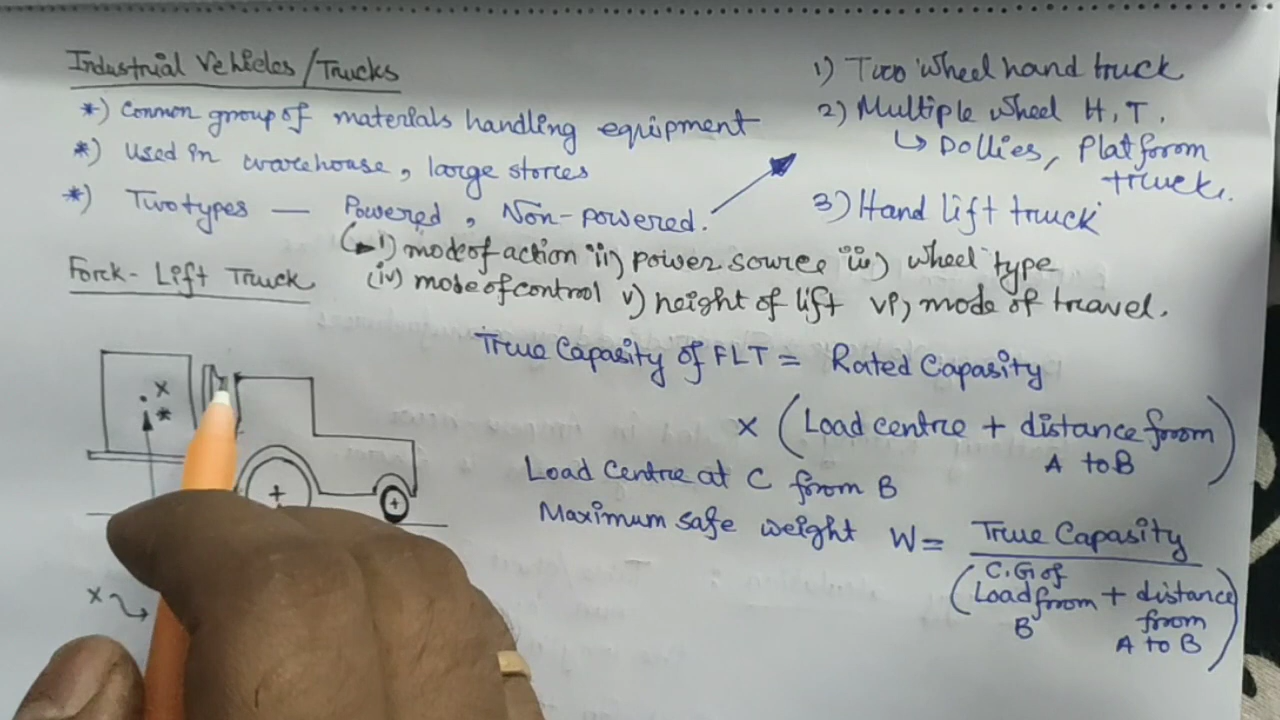 Industrial Vehicles/Trucks
*) Common group of materials handling equipment
*) Used in warehouse, large stores
*) Two types — Powered, Non-powered.
1) Two wheel hand truck
2) Multiple wheel H.T.
↳ Dollies, Platform
truck.
3) Hand lift truck
(i) mode of action ii) power source iii) wheel type
(iv) mode of control v) height of lift vi) mode of travel.
Fork-Lift Truck
True Capasity of FLT = Rated Capasity
× (Load centre + distance from
A to B)
Load Centre at C from B
Maximum safe weight W = True Capasity
(C.G of
Load from + distance
B from
A to B)
x
*
+
+
x